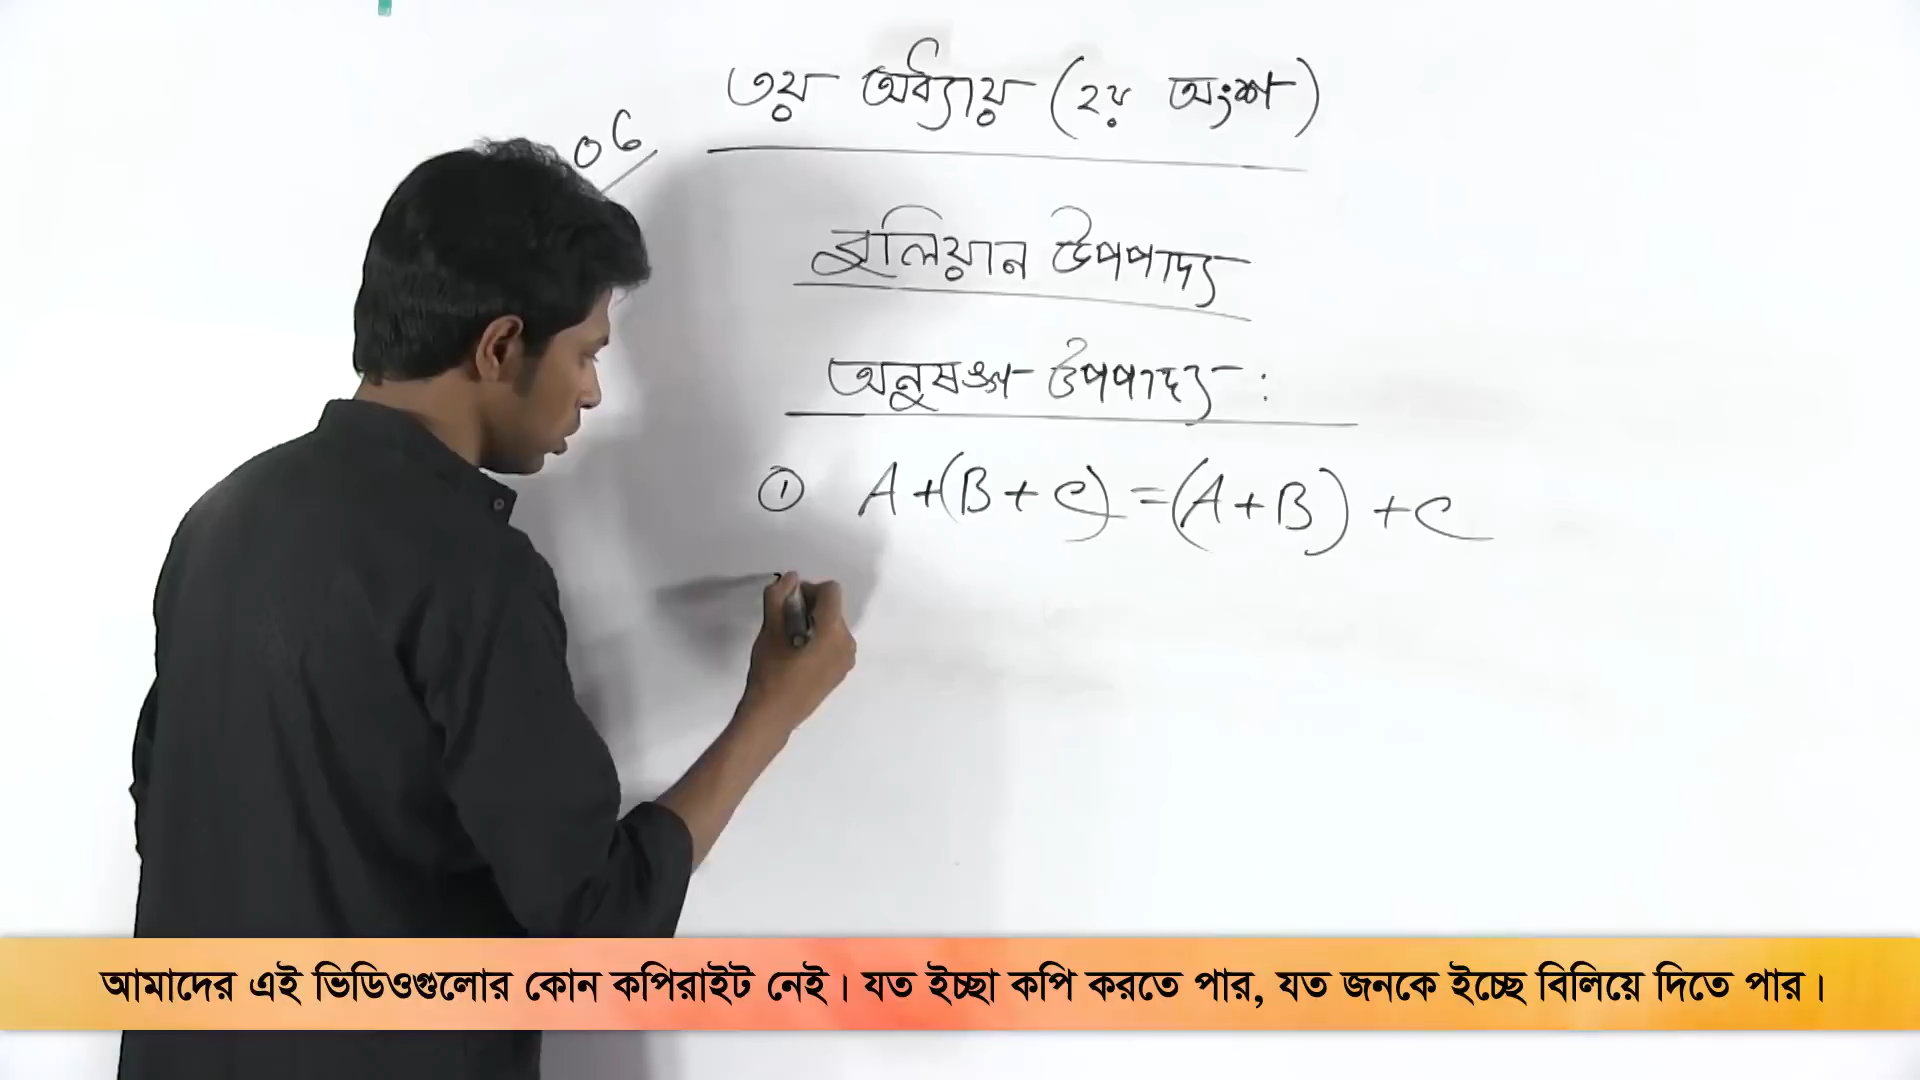 ৩য় অধ্যায় (২য় অংশ)
০৬
বুলিয়ান উপপাদ্য
অনুষঙ্গ উপপাদ্য :
① A+(B+C)=(A+B)+C
আমাদের এই ভিডিওগুলোর কোন কপিরাইট নেই। যত ইচ্ছা কপি করতে পার, যত জনকে ইচ্ছে বিলিয়ে দিতে পার।